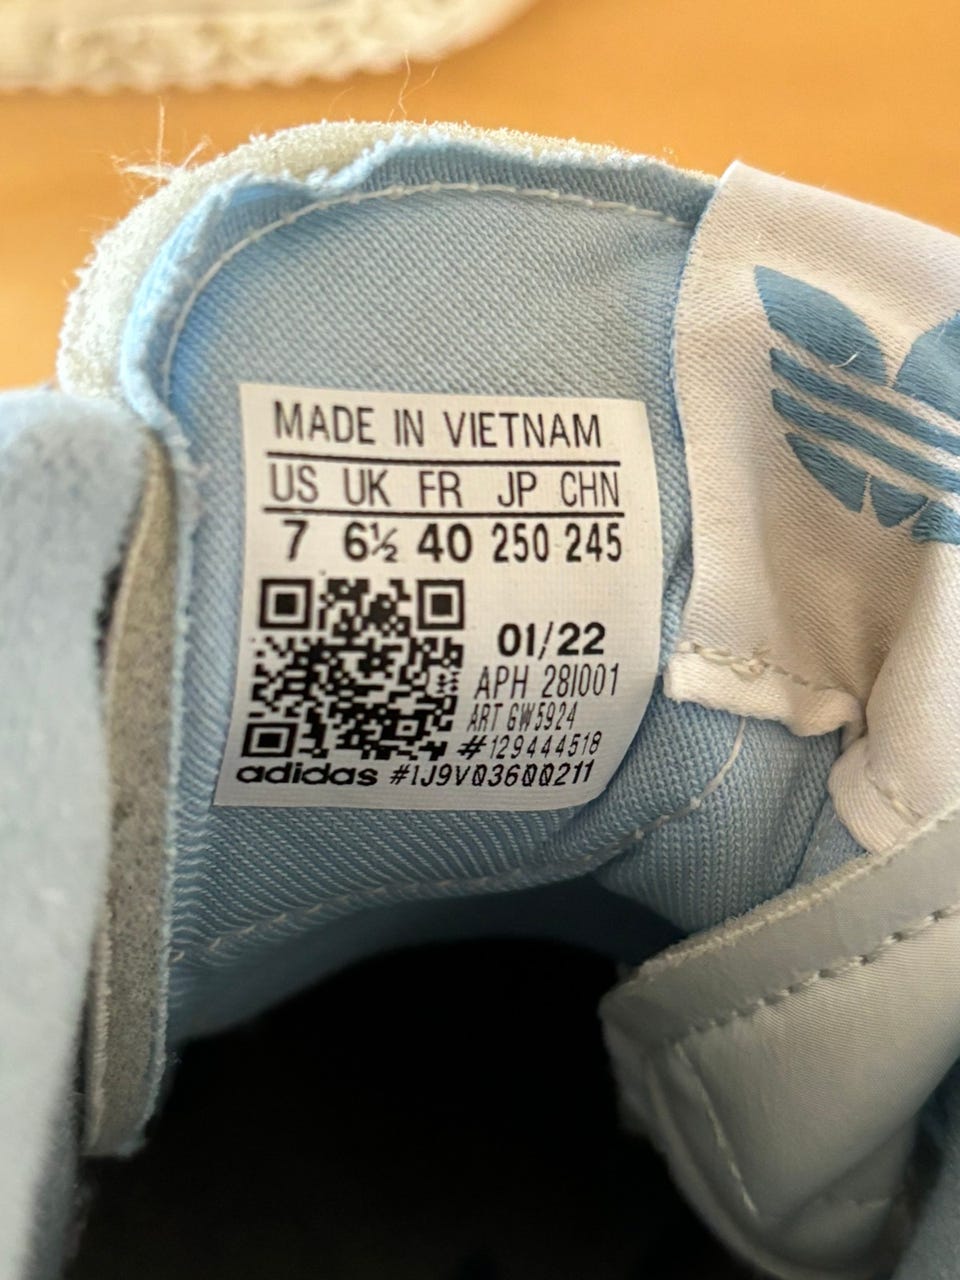 MADE IN VIETNAM
US UK FR JP CHN
7 6½ 40 250 245
01/22
APH 28I001
ART GW5924
#129444518
adidas #IJ9V03600211